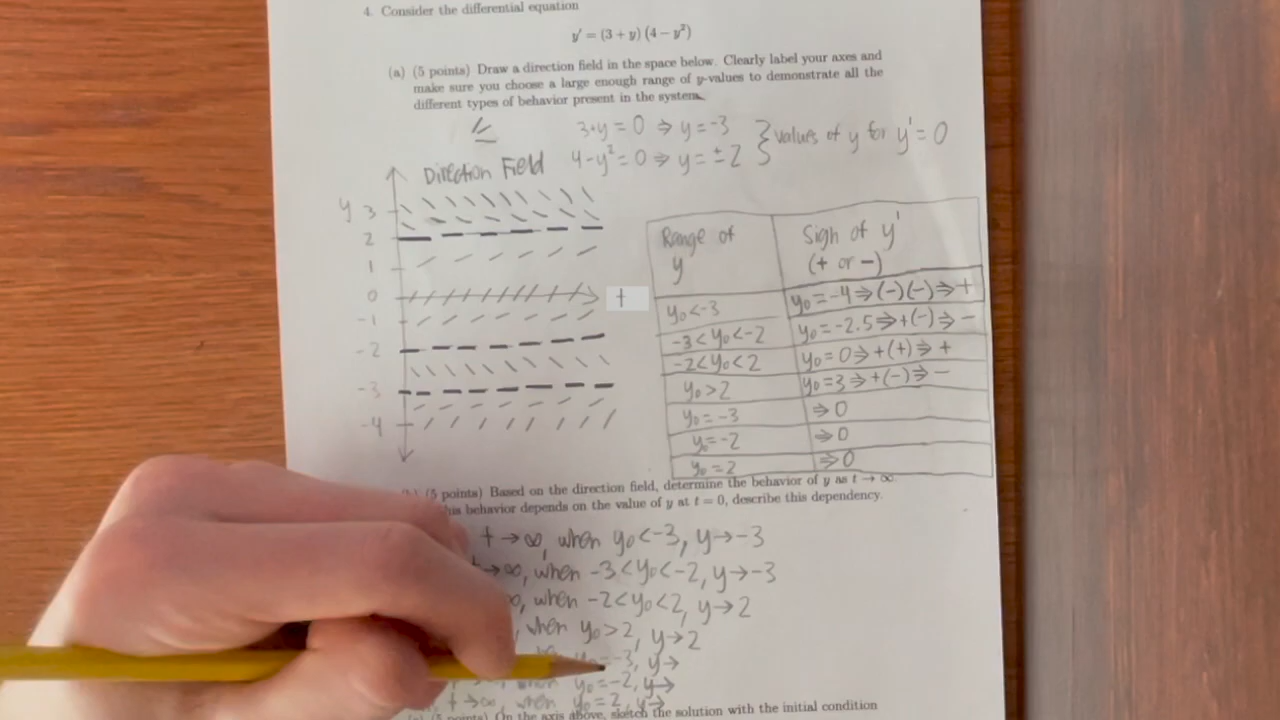 4. Consider the differential equation
y' = (3 + y) (4 − y²)
(a) (5 points) Draw a direction field in the space below. Clearly label your axes and
make sure you choose a large enough range of y-values to demonstrate all the
different types of behavior present in the system.
3+y = 0 ⇒ y = -3
4-y² = 0 ⇒ y = ±2
} values of y for y' = 0
Direction Field
y
3
2
1
0
-1
-2
-3
-4
t
Range of y
Sigh of y' (+ or -)
y₀<-3
y₀ = -4 ⇒ (-)(-) ⇒ +
-3<y₀<-2
y₀ = -2.5 ⇒ +(-) ⇒ -
-2<y₀<2
y₀ = 0 ⇒ +(+) ⇒ +
y₀>2
y₀ = 3 ⇒ +(-) ⇒ -
y₀ = -3
⇒ 0
y₀ = -2
⇒ 0
y₀ = 2
⇒ 0
(5 points) Based on the direction field, determine the behavior of y as t → ∞
this behavior depends on the value of y at t = 0, describe this dependency.
t → ∞, when y₀<-3, y→-3
→∞, when -3<y₀<-2, y→-3
∞, when -2<y₀<2, y→2
, when y₀>2, y→2
y₀=-3, y→
when y₀=-2, y→
t→∞, when y₀=2, y→
(5 points) On the axis above, sketch the solution with the initial condition